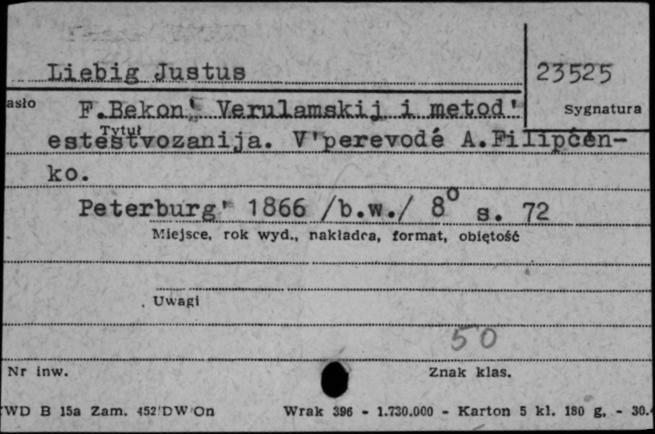 Liebig Justus
23525
asło
F.Bekon' Verulamskij i metod'
Sygnatura
Tytuł
estestvozanija. V'perevodé A.Filipčen-
ko.
Peterburg' 1866 /b.w./ 8° s. 72
Miejsce, rok wyd., nakładca, format, objętość
Uwagi
50
Nr inw.
Znak klas.
WD B 15a Zam. 452/DW/On
Wrak 396 - 1.730.000 - Karton 5 kl. 180 g. - 30.